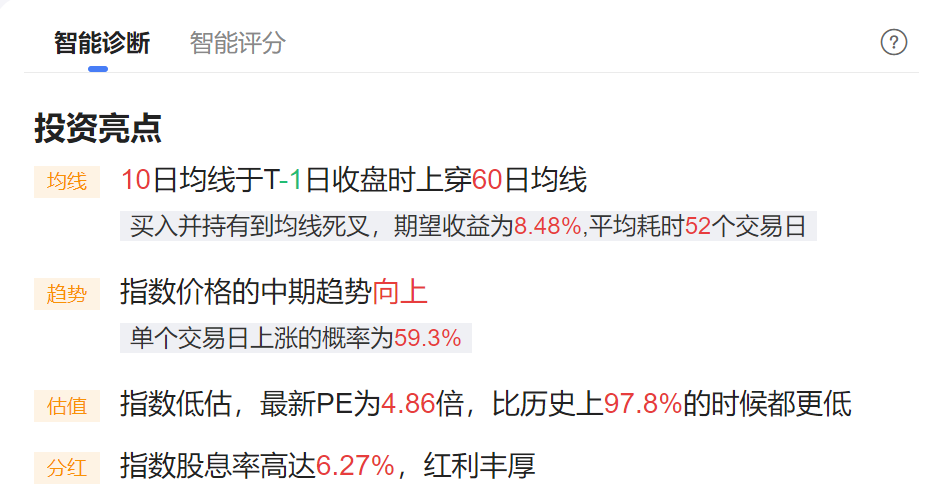 智能诊断 智能评分 ?
投资亮点
均线 10日均线于T-1日收盘时上穿60日均线
买入并持有到均线死叉，期望收益为8.48%,平均耗时52个交易日
趋势 指数价格的中期趋势向上
单个交易日上涨的概率为59.3%
估值 指数低估，最新PE为4.86倍，比历史上97.8%的时候都更低
分红 指数股息率高达6.27%，红利丰厚